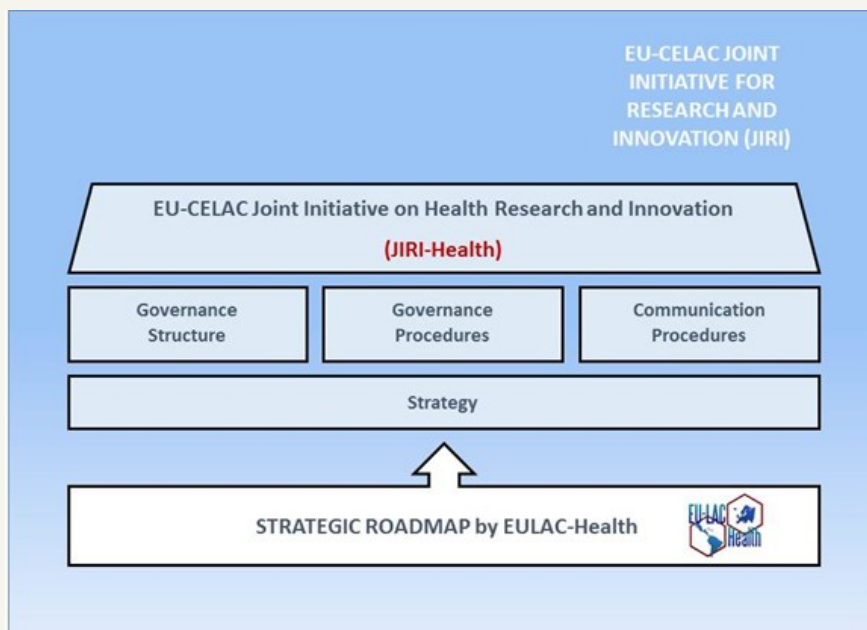 EU-CELAC JOINT
INITIATIVE FOR
RESEARCH AND
INNOVATION (JIRI)
EU-CELAC Joint Initiative on Health Research and Innovation
(JIRI-Health)
Governance
Structure
Governance
Procedures
Communication
Procedures
Strategy
STRATEGIC ROADMAP by EULAC-Health
EU-LAC
Health